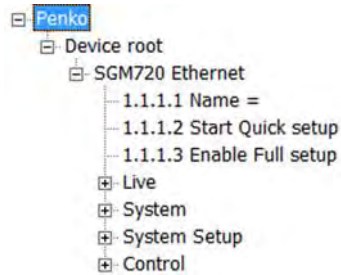 Penko
Device root
SGM720 Ethernet
1.1.1.1 Name =
1.1.1.2 Start Quick setup
1.1.1.3 Enable Full setup
Live
System
System Setup
Control